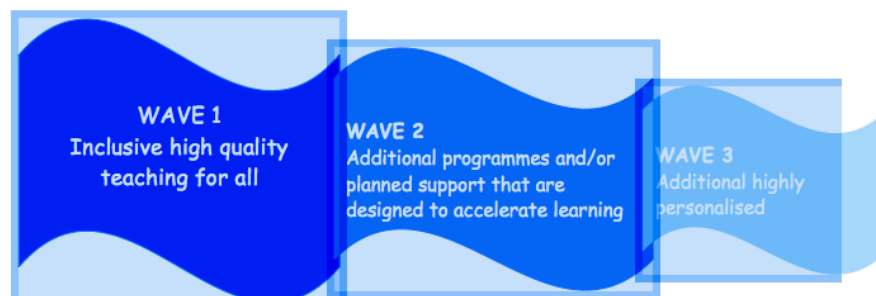 WAVE 1
Inclusive high quality
teaching for all
WAVE 2
Additional programmes and/or
planned support that are
designed to accelerate learning
WAVE 3
Additional highly
personalised